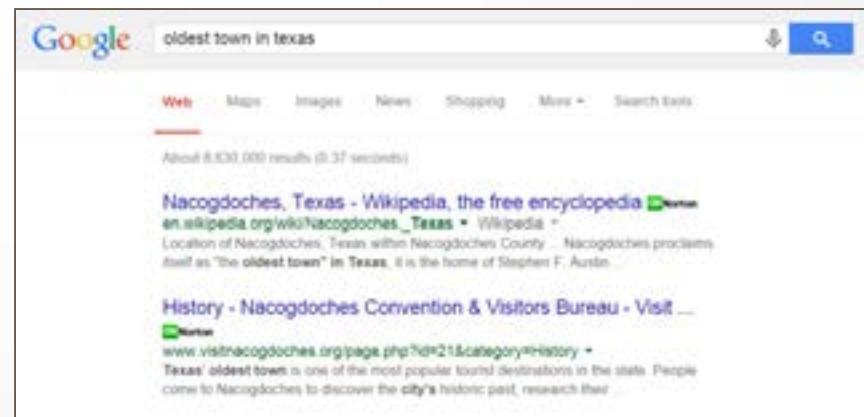 Google oldest town in texas
Web Maps Images News Shopping More Search tools
About 8,630,000 results (0.37 seconds)
Nacogdoches, Texas - Wikipedia, the free encyclopedia Norton
en.wikipedia.org/wiki/Nacogdoches,_Texas Wikipedia
Location of Nacogdoches, Texas within Nacogdoches County ... Nacogdoches proclaims
itself as "the oldest town" in Texas, it is the home of Stephen F. Austin ...
History - Nacogdoches Convention & Visitors Bureau - Visit ...
Norton
www.visitnacogdoches.org/page.php?id=21&category=History
Texas' oldest town is one of the most popular tourist destinations in the state. People
come to Nacogdoches to discover the city's historic past, research their ...